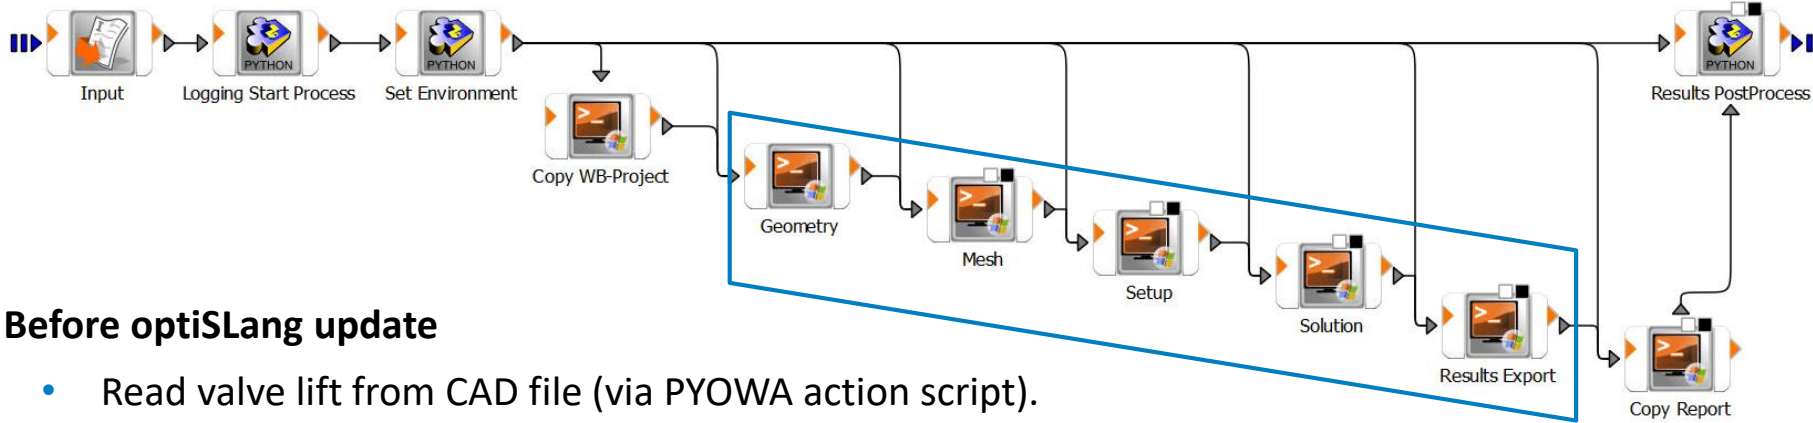 PYTHON
PYTHON
PYTHON
Input
Logging Start Process
Set Environment
Results PostProcess
Copy WB-Project
Geometry
Mesh
Setup
Solution
Results Export
Copy Report
Before optiSLang update
• Read valve lift from CAD file (via PYOWA action script).